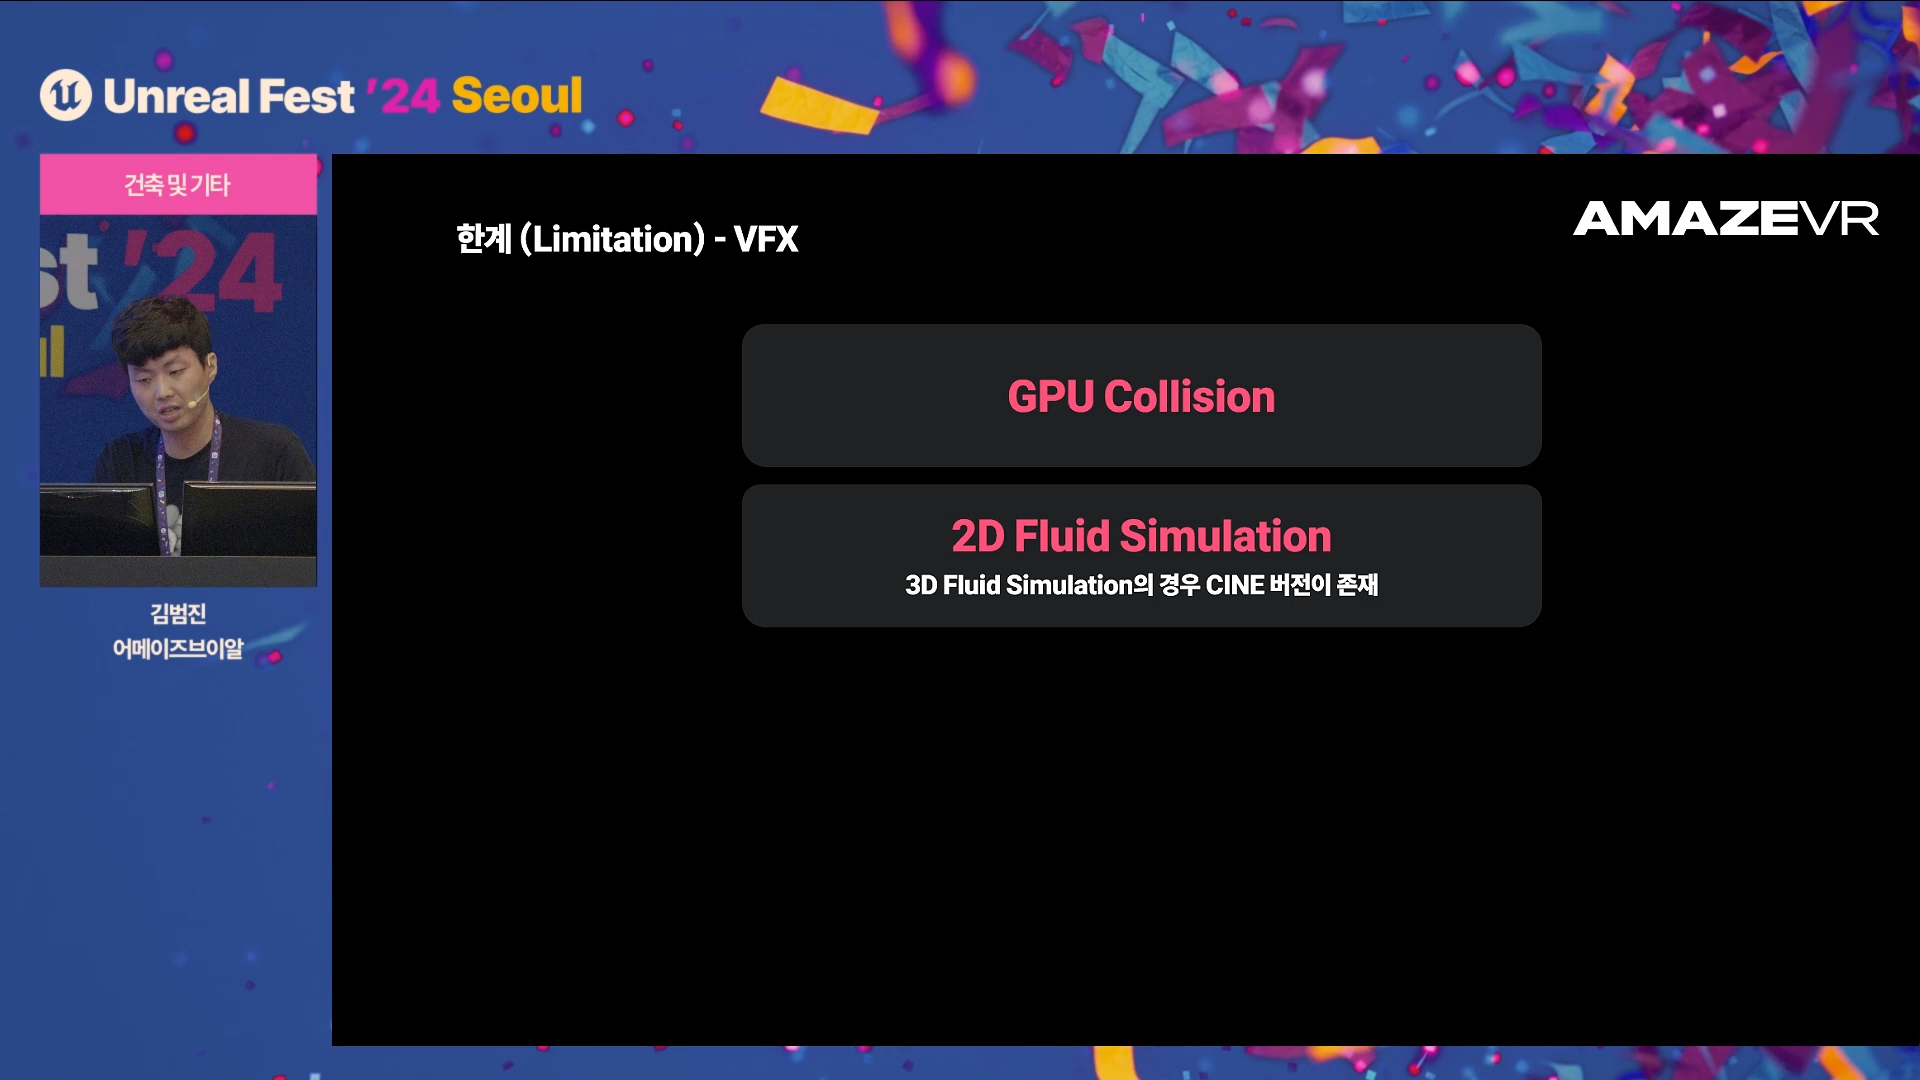 Unreal Fest '24 Seoul
건축 및 기타
st '24
ul
김범진
어메이즈브이알
AMAZEVR
한계 (Limitation) - VFX
GPU Collision
2D Fluid Simulation
3D Fluid Simulation의 경우 CINE 버전이 존재